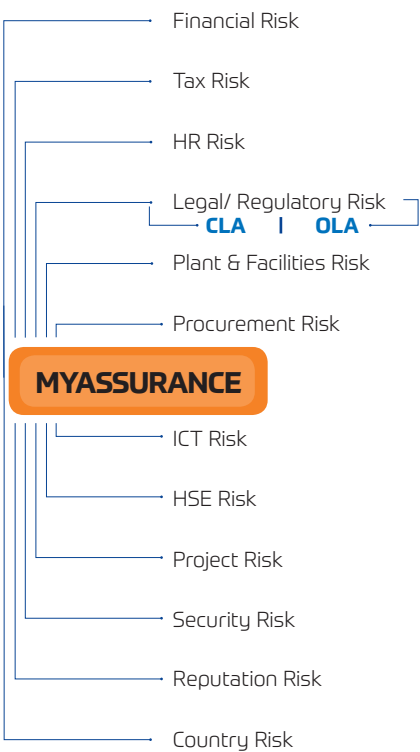 Financial Risk
Tax Risk
HR Risk
Legal/ Regulatory Risk
CLA | OLA
Plant & Facilities Risk
Procurement Risk
MYASSURANCE
ICT Risk
HSE Risk
Project Risk
Security Risk
Reputation Risk
Country Risk